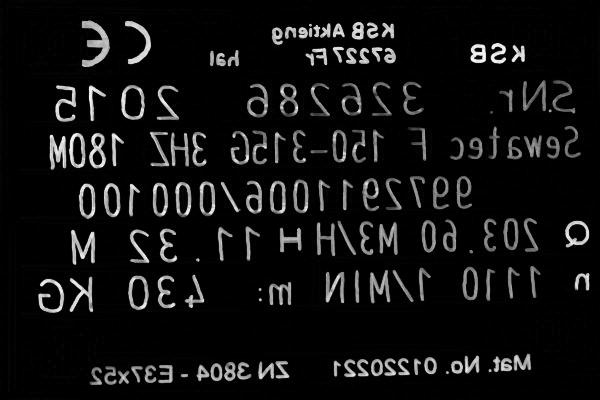 KSB Aktieng
KSB 67227 Fr hal CE
S.Nr. 326286 2015
Sewatec F 150-315G 3HZ 180M
9972911006/000100
Q 203.60 M3/H H 11.32 M
n 1110 1/MIN m: 430 KG
Mat. No. 01220221 ZN 3804 - E37x52